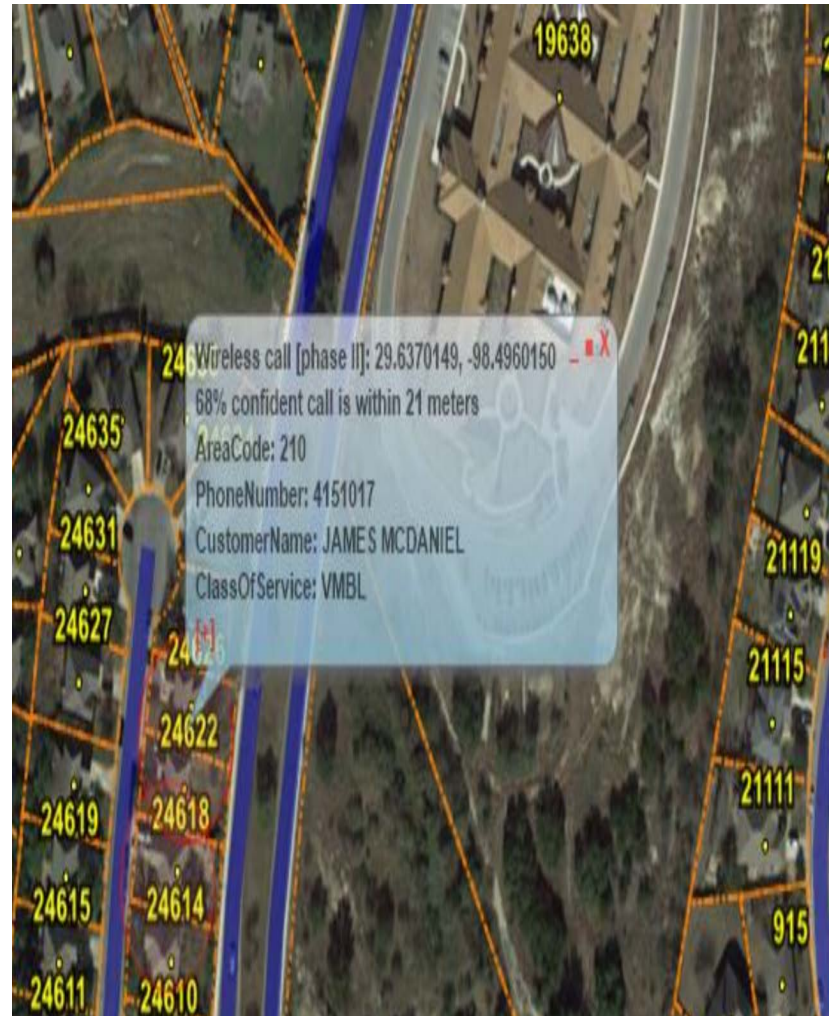 19638
Wireless call [phase II]: 29.6370149, -98.4960150
68% confident call is within 21 meters
AreaCode: 210
PhoneNumber: 4151017
CustomerName: JAMES MCDANIEL
ClassOfService: VMBL
[+]
24635
24631
24627
24622
24618
24619
24614
24615
24611
24610
21119
21115
21111
915